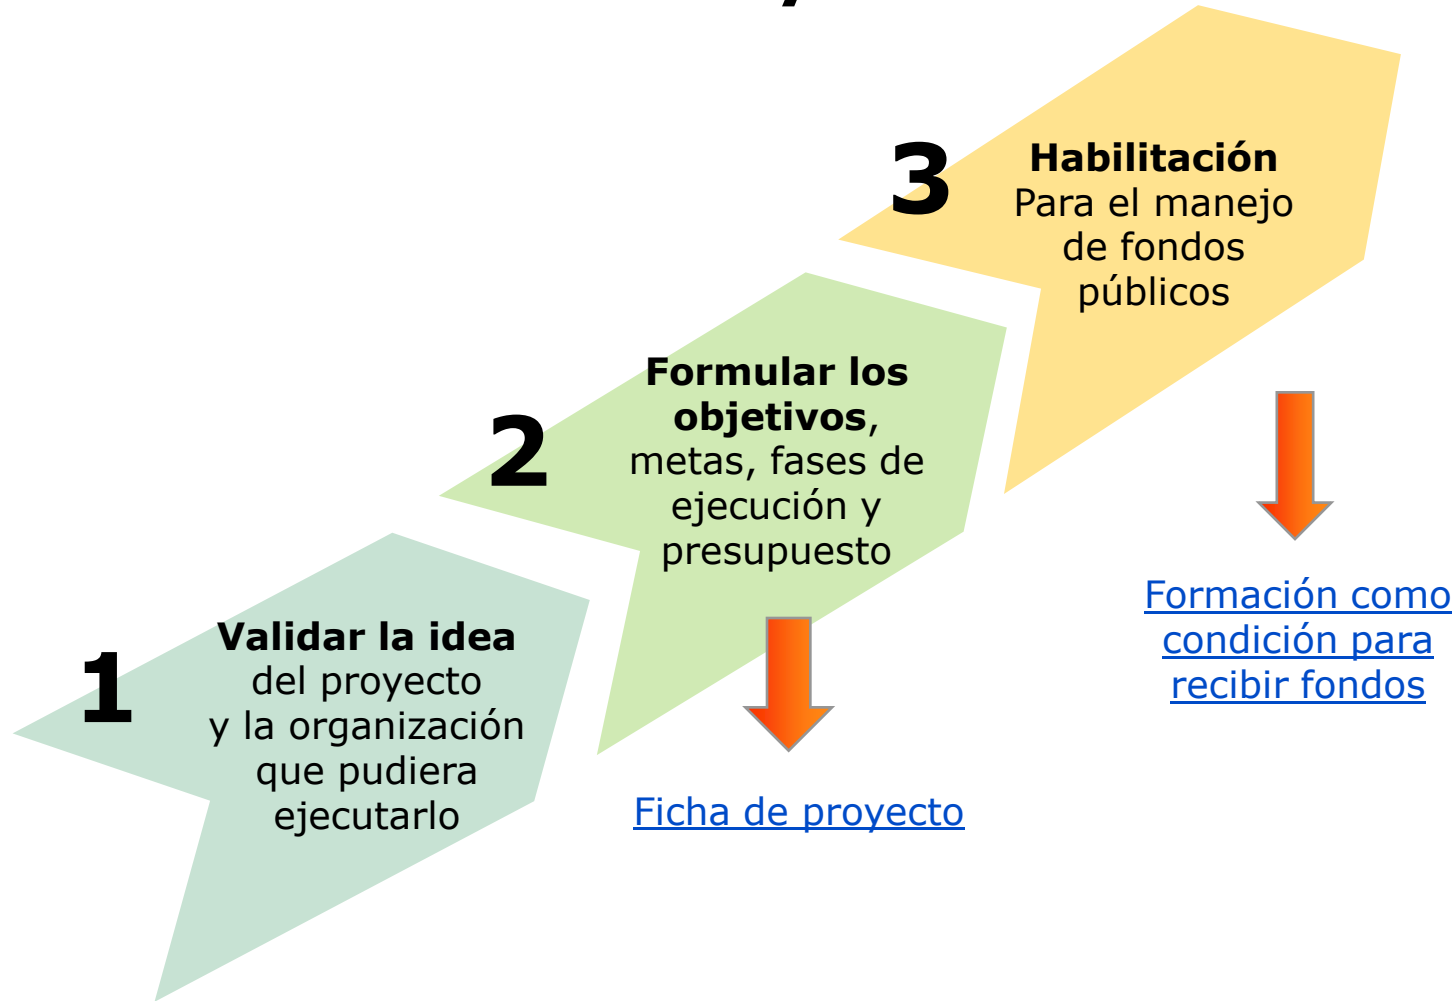 1
Validar la idea
del proyecto
y la organización
que pudiera
ejecutarlo
2
Formular los
objetivos,
metas, fases de
ejecución y
presupuesto
Ficha de proyecto
3
Habilitación
Para el manejo
de fondos
públicos
Formación como
condición para
recibir fondos